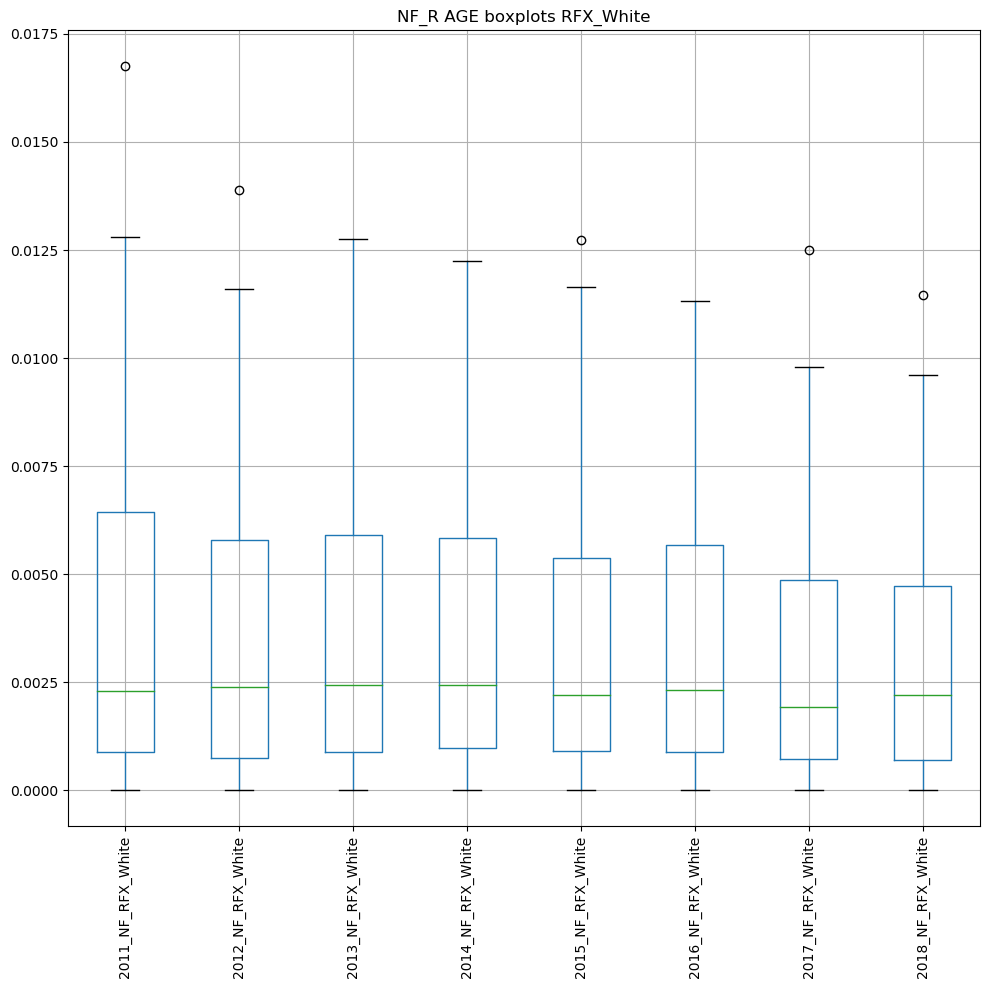 NF_R AGE boxplots RFX_White
0.0175
0.0150
0.0125
0.0100
0.0075
0.0050
0.0025
0.0000
2011_NF_RFX_White
2012_NF_RFX_White
2013_NF_RFX_White
2014_NF_RFX_White
2015_NF_RFX_White
2016_NF_RFX_White
2017_NF_RFX_White
2018_NF_RFX_White